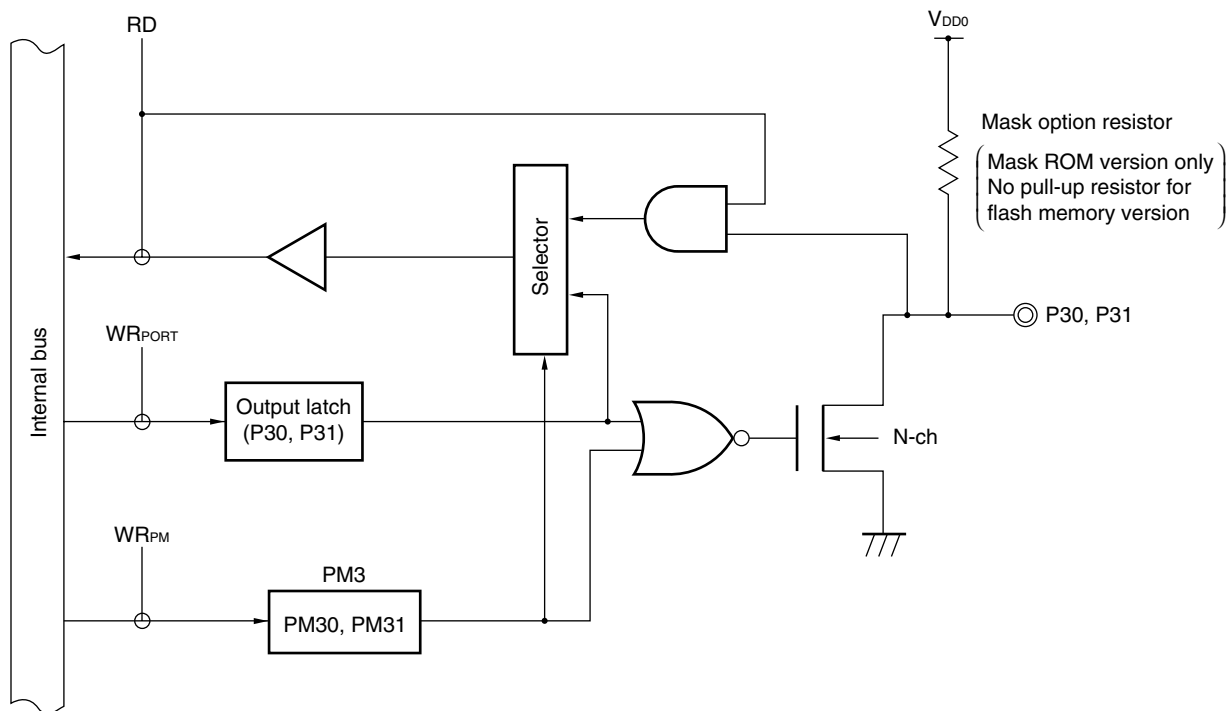 RD
VDD0
Mask option resistor
Mask ROM version only
No pull-up resistor for
flash memory version
Selector
P30, P31
Internal bus
WRPORT
Output latch
(P30, P31)
N-ch
WRPM
PM3
PM30, PM31